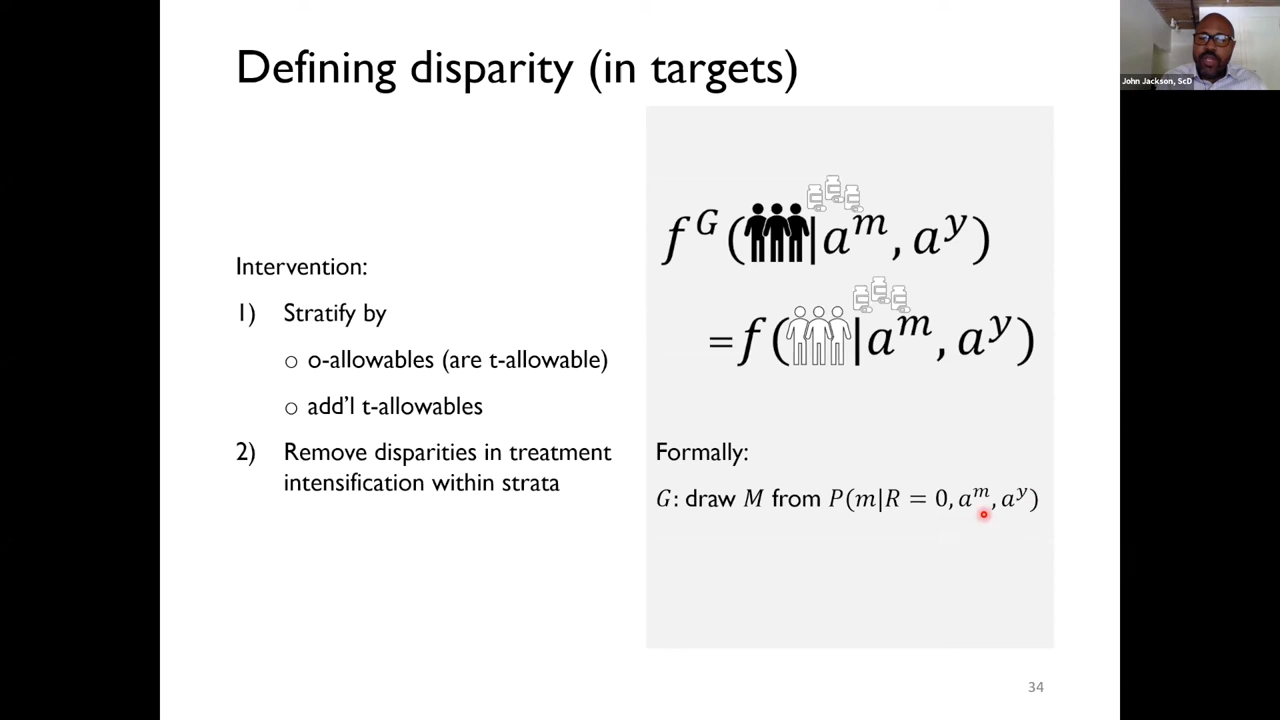 Defining disparity (in targets)
John Jackson, ScD
Intervention:
1) Stratify by
o o-allowables (are t-allowable)
o add'l t-allowables
2) Remove disparities in treatment
intensification within strata
f^G( |a^m, a^y)
=f( |a^m, a^y)
Formally:
G: draw M from P(m|R = 0, a^m, a^y)
34